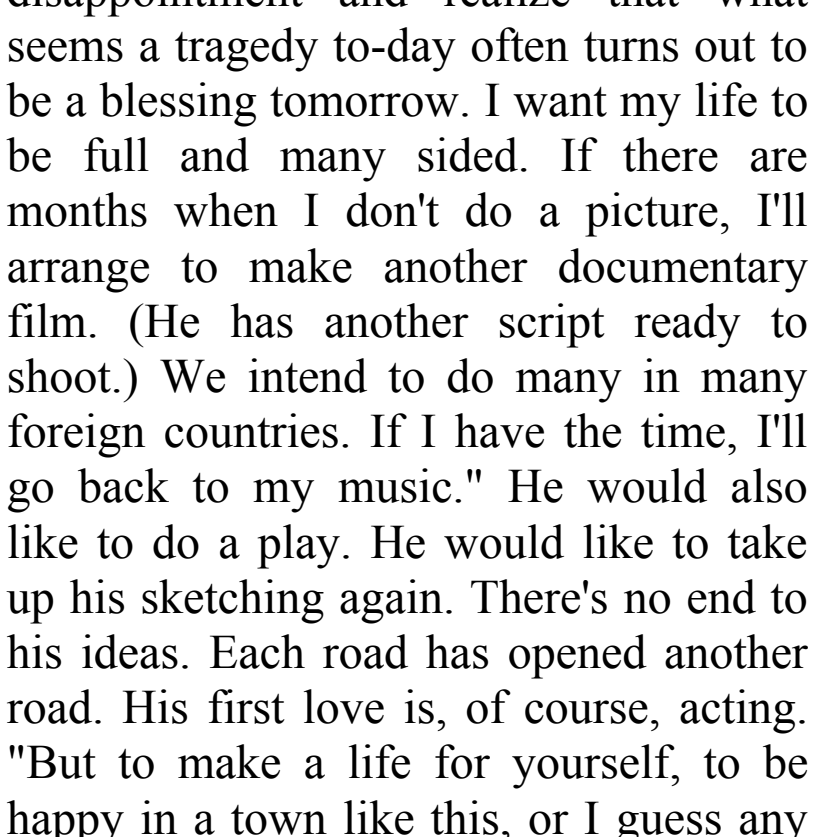 disappointment and realize that what
seems a tragedy to-day often turns out to
be a blessing tomorrow. I want my life to
be full and many sided. If there are
months when I don't do a picture, I'll
arrange to make another documentary
film. (He has another script ready to
shoot.) We intend to do many in many
foreign countries. If I have the time, I'll
go back to my music." He would also
like to do a play. He would like to take
up his sketching again. There's no end to
his ideas. Each road has opened another
road. His first love is, of course, acting.
"But to make a life for yourself, to be
happy in a town like this, or I guess any